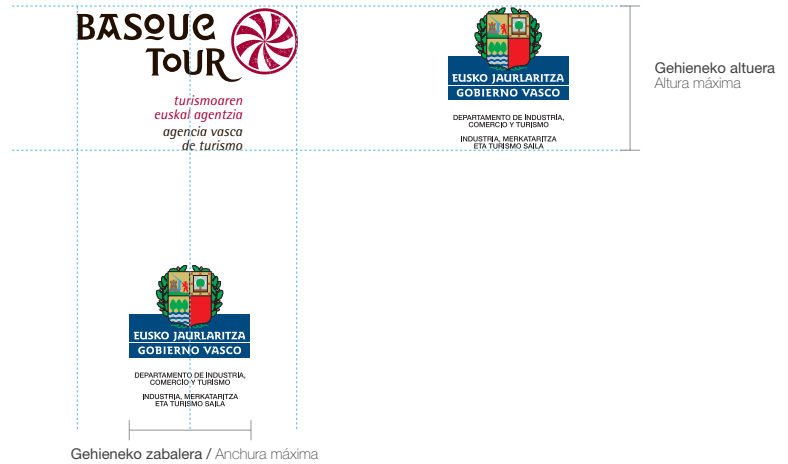 BASQUE
TOUR
turismoaren
euskal agentzia
agencia vasca
de turismo
EUSKO JAURLARITZA
GOBIERNO VASCO
DEPARTAMENTO DE INDUSTRIA,
COMERCIO Y TURISMO
INDUSTRIA, MERKATARITZA
ETA TURISMO SAILA
Gehieneko altuera
Altura máxima
EUSKO JAURLARITZA
GOBIERNO VASCO
DEPARTAMENTO DE INDUSTRIA,
COMERCIO Y TURISMO
INDUSTRIA, MERKATARITZA
ETA TURISMO SAILA
Gehieneko zabalera / Anchura máxima